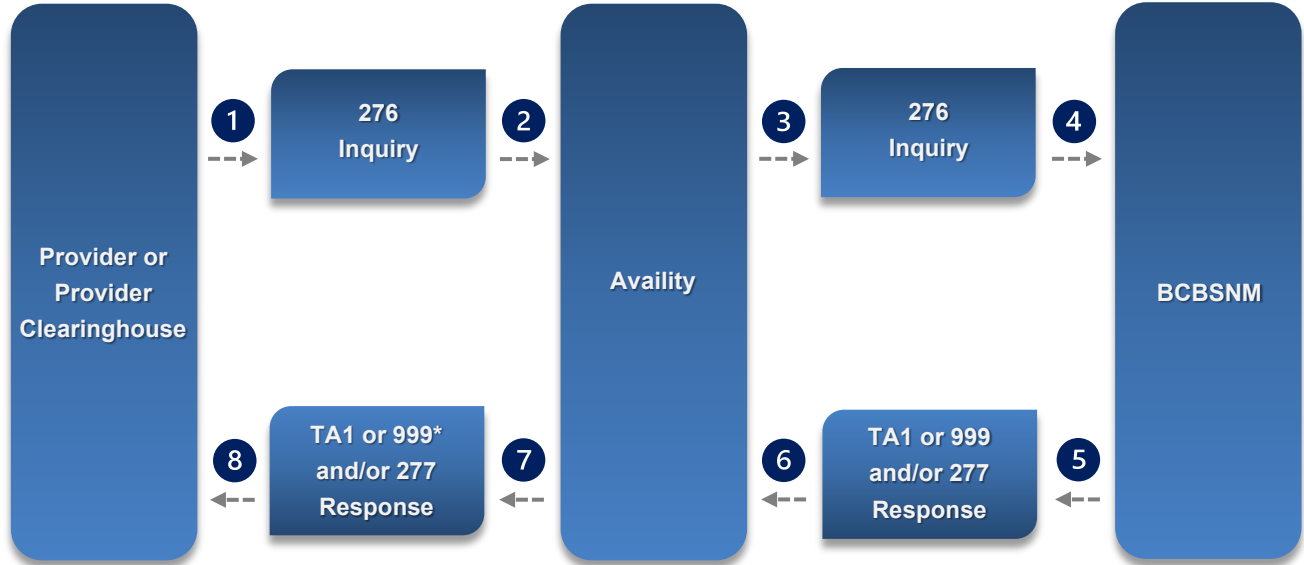 Provider or
Provider
Clearinghouse
1
276
Inquiry
2
Availity
3
276
Inquiry
4
BCBSNM
5
TA1 or 999
and/or 277
Response
6
7
TA1 or 999*
and/or 277
Response
8